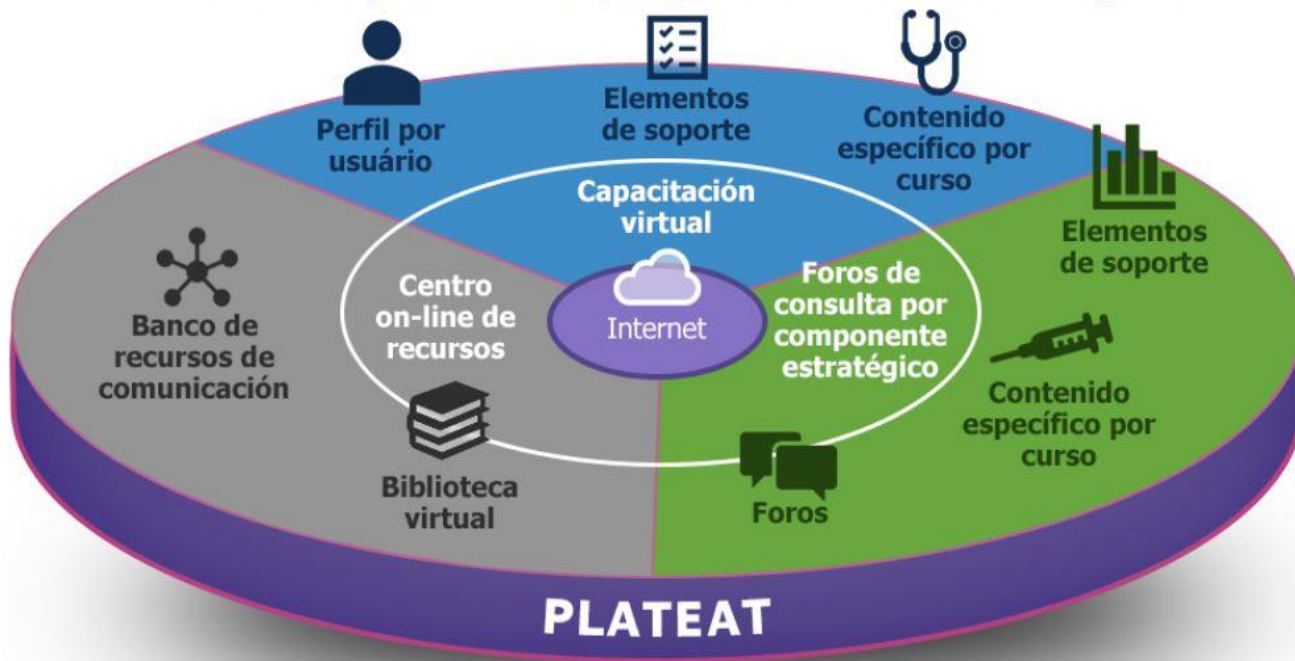 Perfil por
usuário
Elementos
de soporte
Contenido
específico por
curso
Elementos
de soporte
Capacitación
virtual
Centro
on-line de
recursos
Internet
Foros de
consulta por
componente
estratégico
Banco de
recursos de
comunicación
Contenido
específico por
curso
Biblioteca
virtual
Foros
PLATEAT